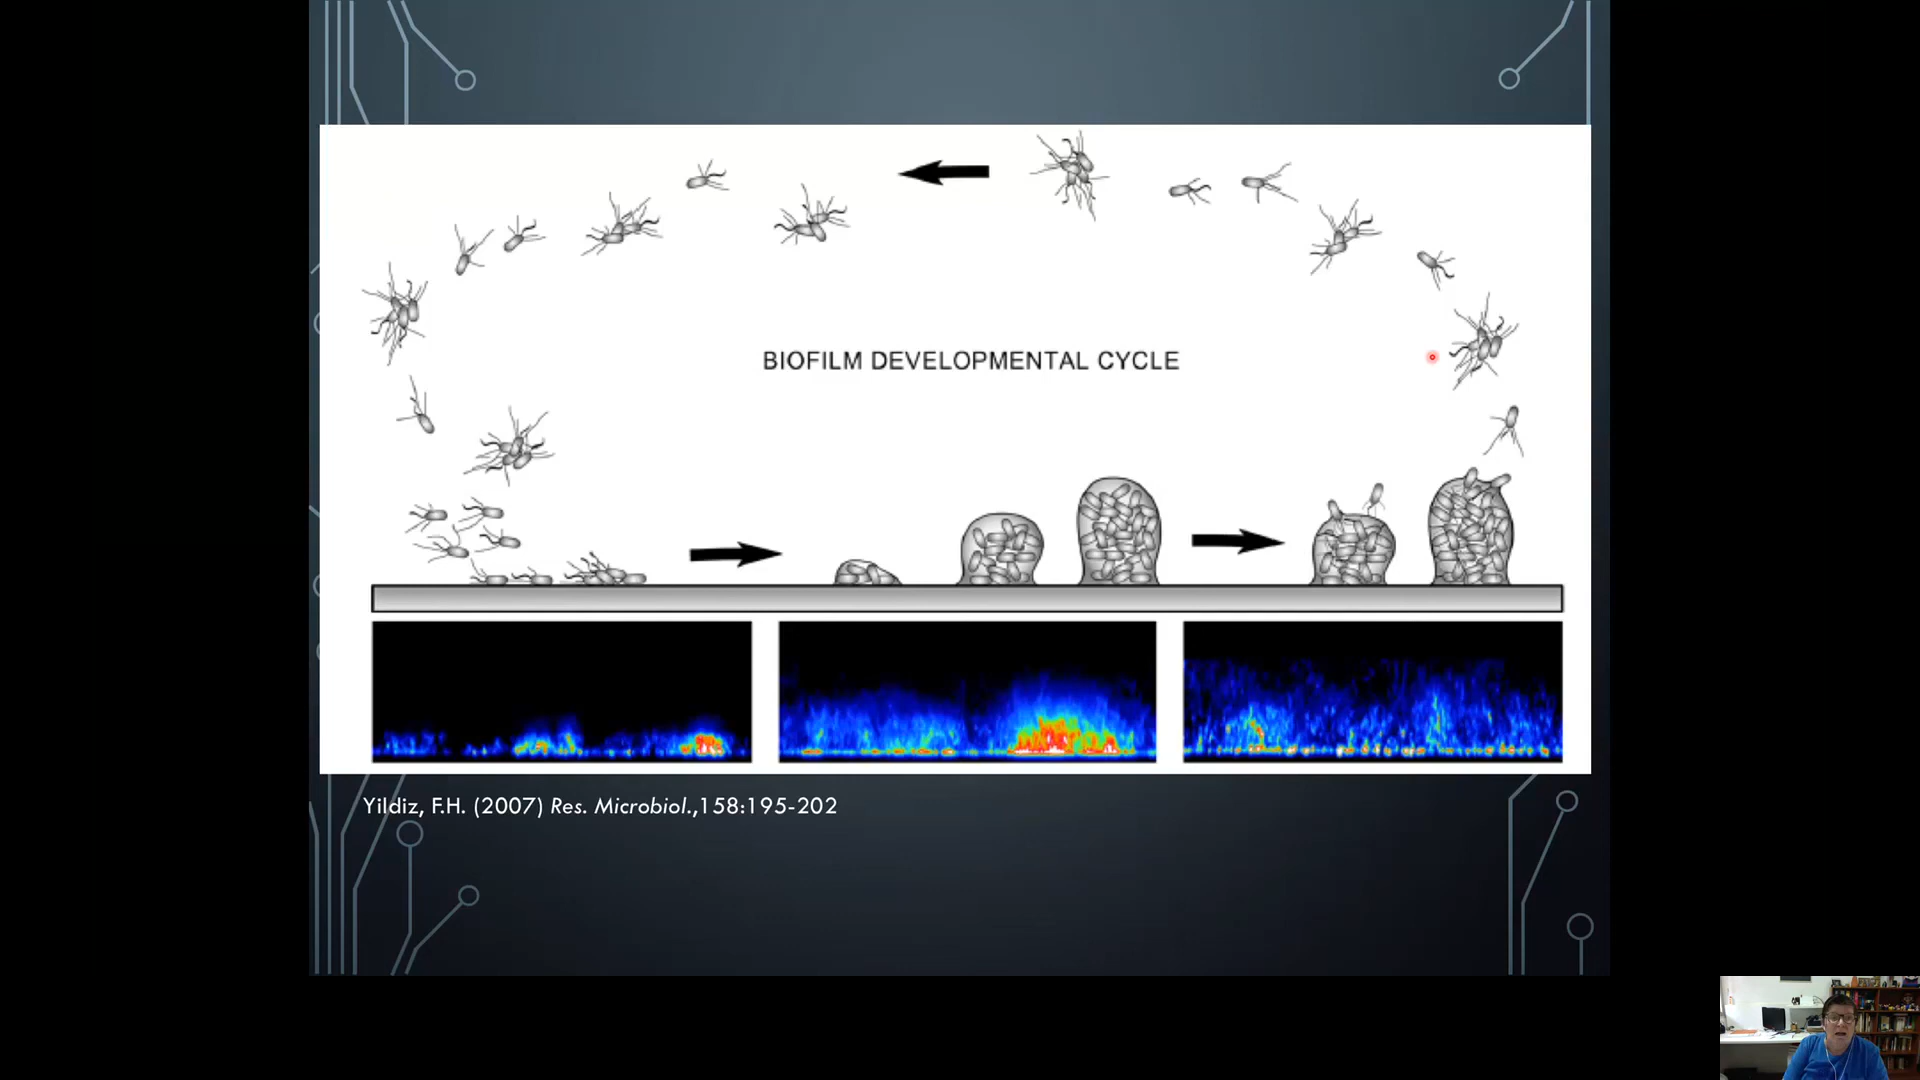 BIOFILM DEVELOPMENTAL CYCLE
Yildiz, F.H. (2007) Res. Microbiol.,158:195-202